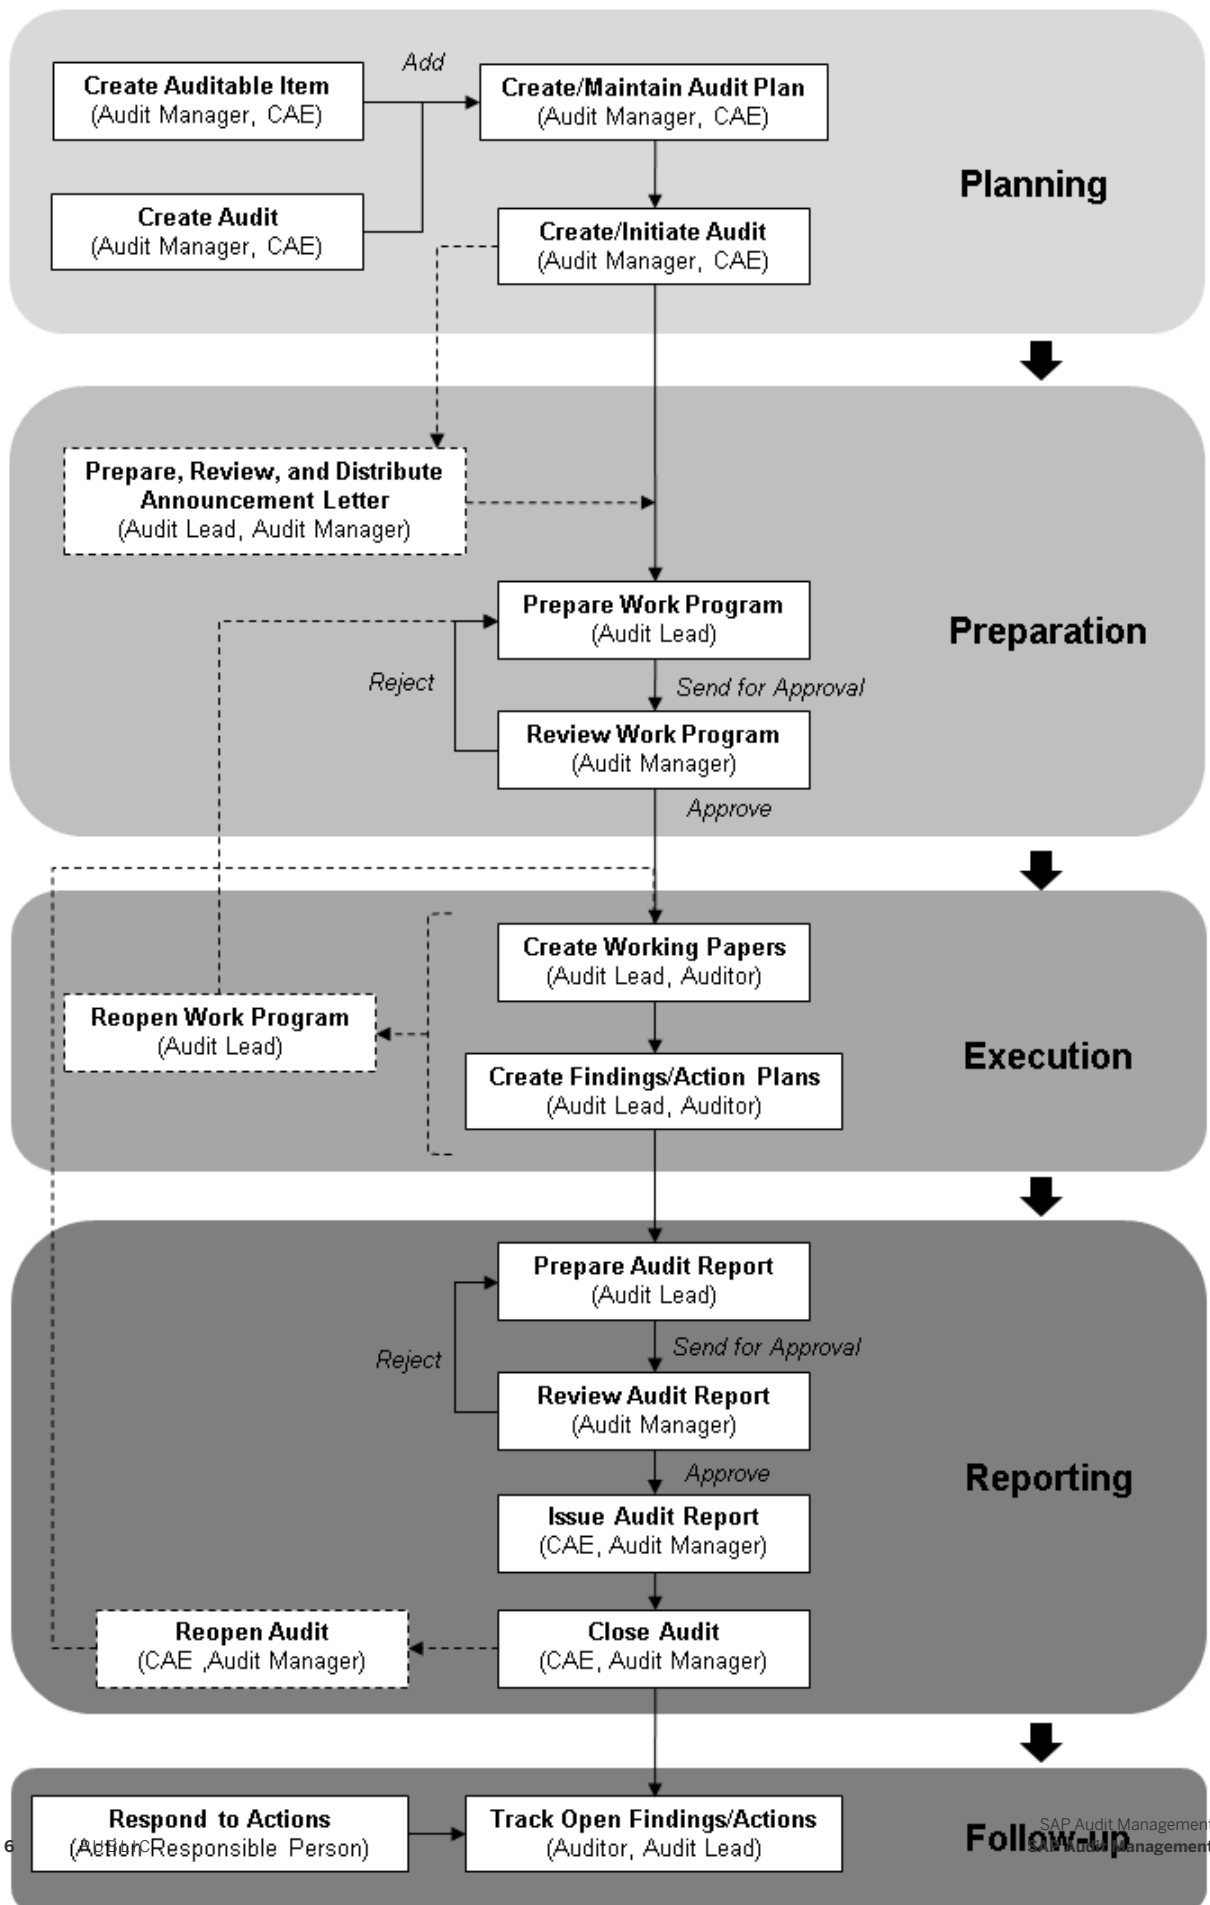 Create Auditable Item
(Audit Manager, CAE)
Add
Create/Maintain Audit Plan
(Audit Manager, CAE)
Planning
Create Audit
(Audit Manager, CAE)
Create/Initiate Audit
(Audit Manager, CAE)
Prepare, Review, and Distribute
Announcement Letter
(Audit Lead, Audit Manager)
Prepare Work Program
(Audit Lead)
Preparation
Reject
Send for Approval
Review Work Program
(Audit Manager)
Approve
Create Working Papers
(Audit Lead, Auditor)
Reopen Work Program
(Audit Lead)
Execution
Create Findings/Action Plans
(Audit Lead, Auditor)
Prepare Audit Report
(Audit Lead)
Reject
Send for Approval
Review Audit Report
(Audit Manager)
Approve
Reporting
Issue Audit Report
(CAE, Audit Manager)
Reopen Audit
(CAE ,Audit Manager)
Close Audit
(CAE, Audit Manager)
Respond to Actions
(Action Responsible Person)
Track Open Findings/Actions
(Auditor, Audit Lead)
Follow-up
6
PUBLIC
SAP Audit Management
SAP Audit Management